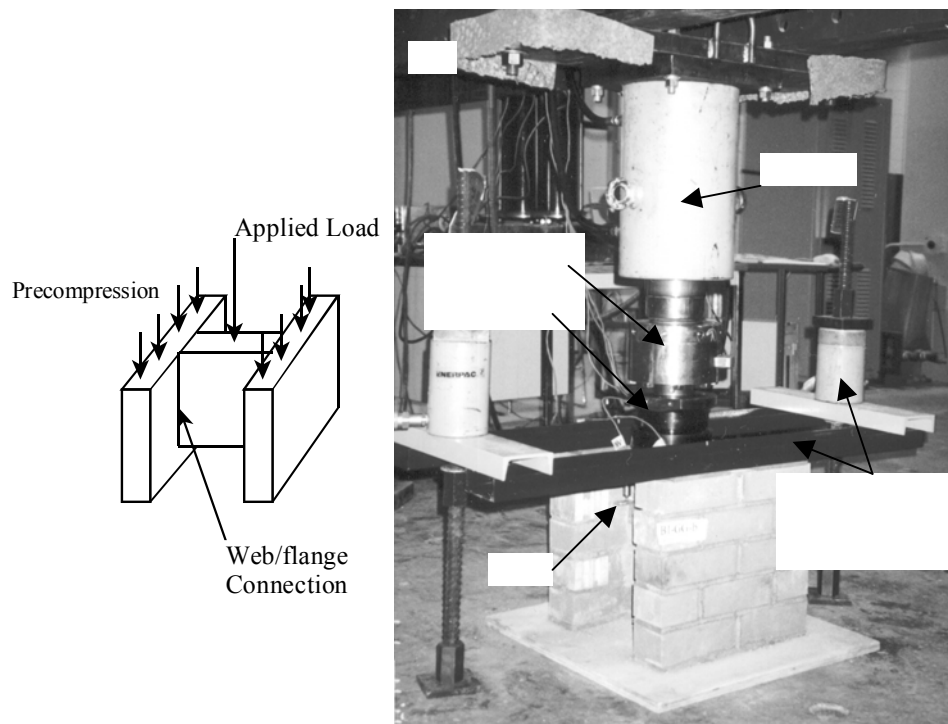 Applied Load
Precompression
Web/flange
Connection
ENERPAC